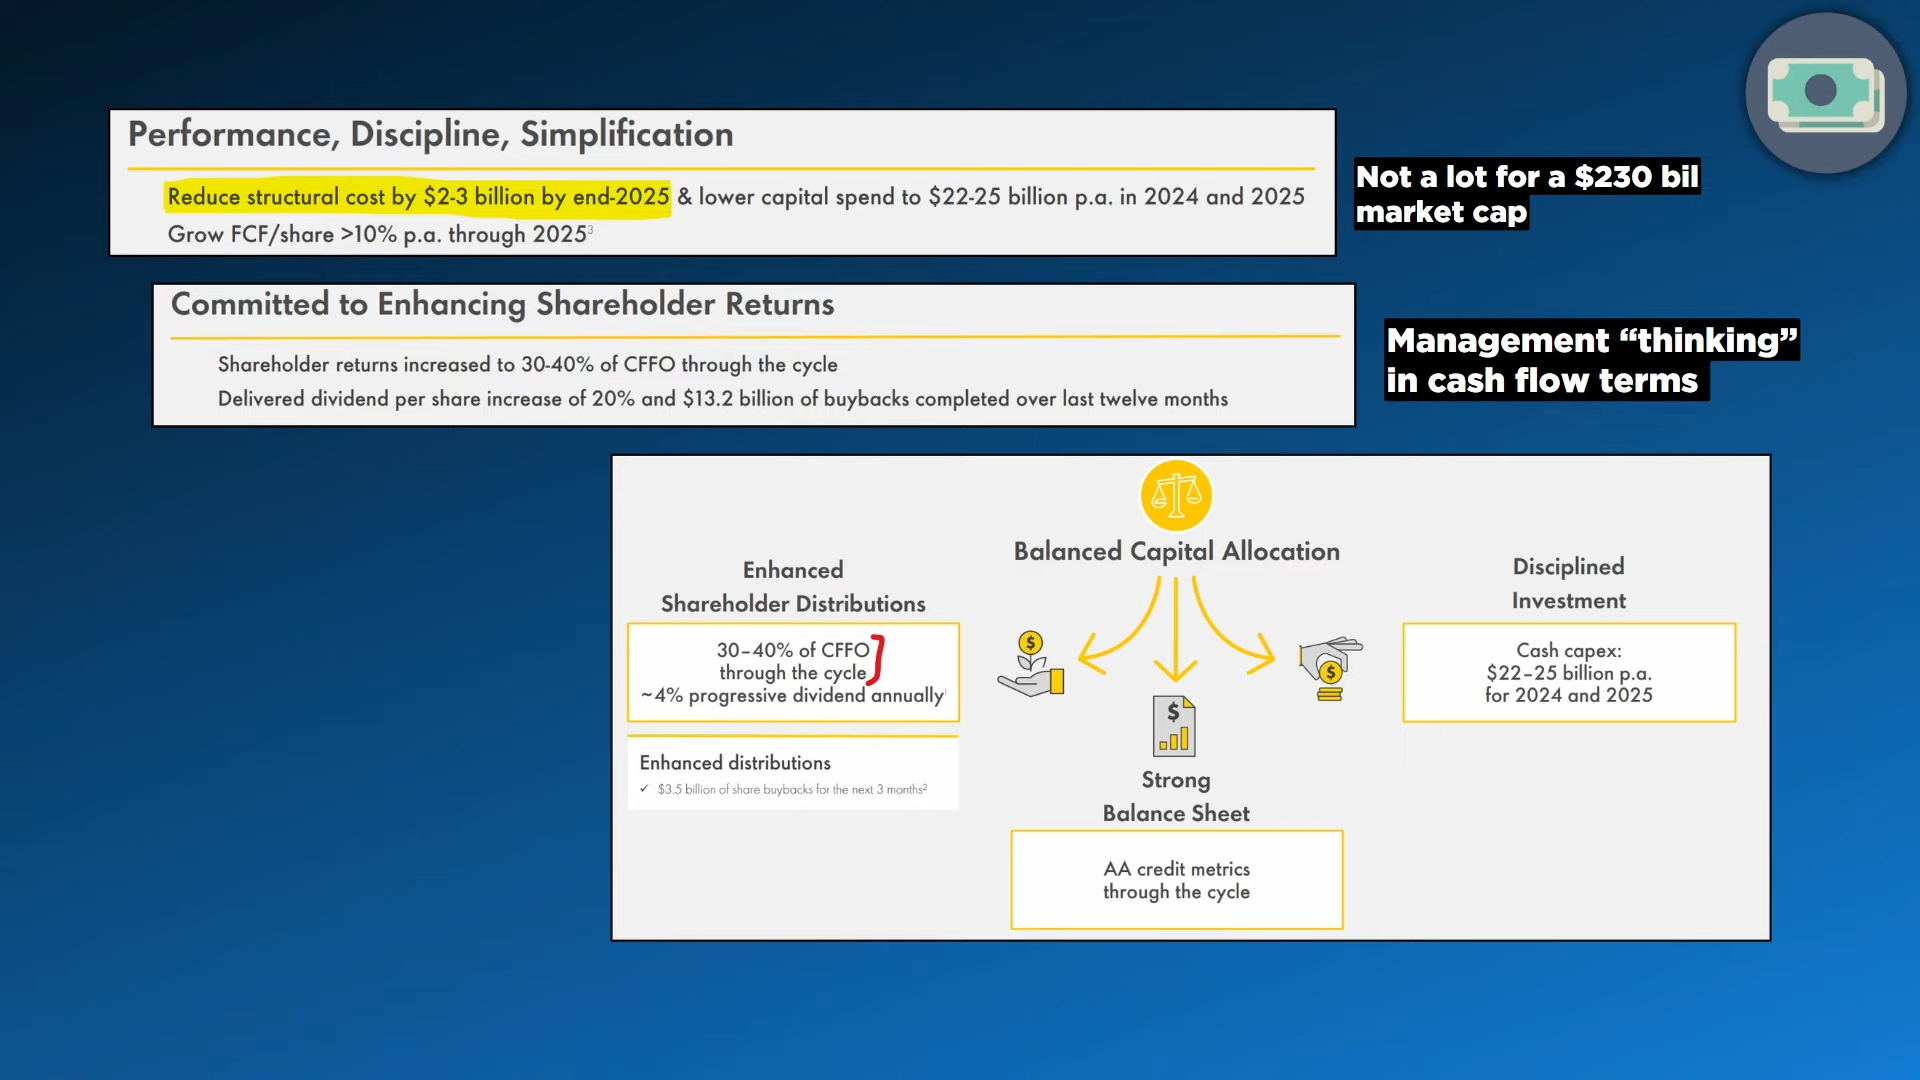 Performance, Discipline, Simplification
Reduce structural cost by $2-3 billion by end-2025 & lower capital spend to $22-25 billion p.a. in 2024 and 2025
Grow FCF/share >10% p.a. through 2025³
Not a lot for a $230 bil
market cap
Committed to Enhancing Shareholder Returns
Shareholder returns increased to 30-40% of CFFO through the cycle
Delivered dividend per share increase of 20% and $13.2 billion of buybacks completed over last twelve months
Management “thinking”
in cash flow terms
Balanced Capital Allocation
Enhanced
Shareholder Distributions
30–40% of CFFO
through the cycle
~4% progressive dividend annually¹
Enhanced distributions
✓ $3.5 billion of share buybacks for the next 3 months²
$
$
$
Strong
Balance Sheet
AA credit metrics
through the cycle
Disciplined
Investment
Cash capex:
$22–25 billion p.a.
for 2024 and 2025